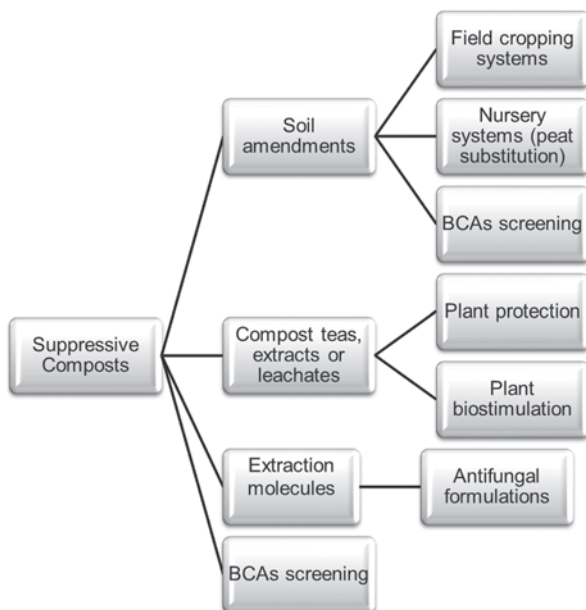 Field cropping
systems
Soil
amendments
Nursery
systems (peat
substitution)
BCAs screening
Suppressive
Composts
Compost teas,
extracts or
leachates
Plant protection
Plant
biostimulation
Extraction
molecules
Antifungal
formulations
BCAs screening